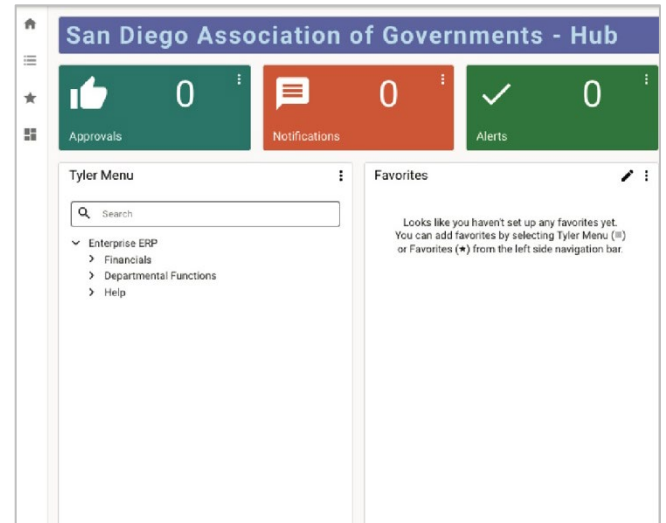 San Diego Association of Governments - Hub
0
Approvals
0
Notifications
0
Alerts
Tyler Menu
Search
Enterprise ERP
Financials
Departmental Functions
Help
Favorites
Looks like you haven't set up any favorites yet.
You can add favorites by selecting Tyler Menu (≡)
or Favorites (★) from the left side navigation bar.